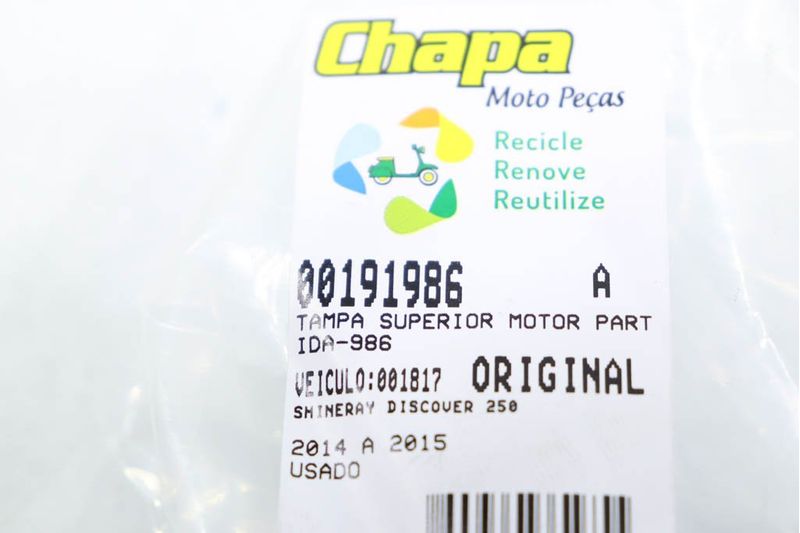 Chapa
Moto Peças
Recicle
Renove
Reutilize
00191986 A
TAMPA SUPERIOR MOTOR PART
IDA-986
VEICULO:001817 ORIGINAL
SHINERAY DISCOVER 250
2014 A 2015
USADO